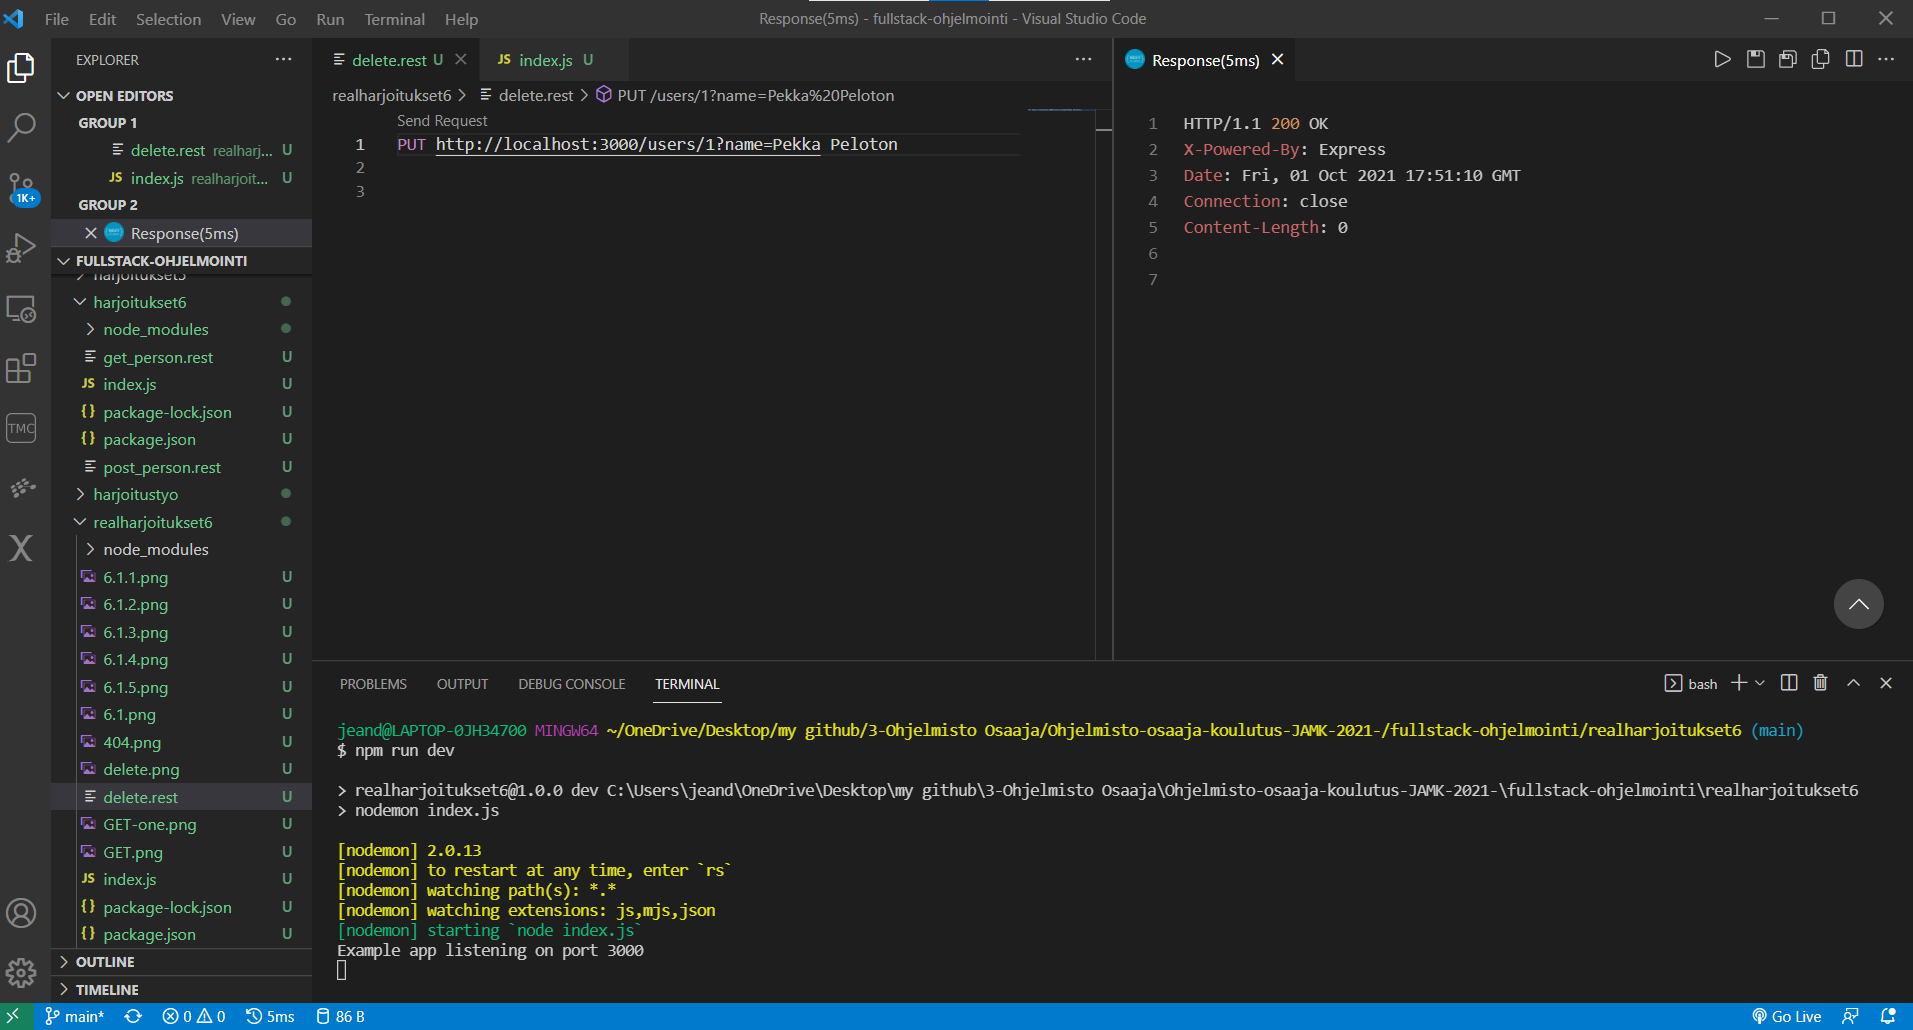 File Edit Selection View Go Run Terminal Help
Response(5ms) - fullstack-ohjelmointi - Visual Studio Code
EXPLORER
OPEN EDITORS
GROUP 1
delete.rest realharj... U
index.js realharjoit... U
GROUP 2
Response(5ms)
FULLSTACK-OHJELMOINTI
harjoitukset5
harjoitukset6
node_modules
get_person.rest U
index.js U
package-lock.json U
package.json U
post_person.rest U
harjoitustyo
realharjoitukset6
node_modules
6.1.1.png U
6.1.2.png U
6.1.3.png U
6.1.4.png U
6.1.5.png U
6.1.png U
404.png U
delete.png U
delete.rest U
GET-one.png U
GET.png U
index.js U
package-lock.json U
package.json U
OUTLINE
TIMELINE
1K+
TMC
delete.rest U
JS index.js U
realharjoitukset6 > delete.rest > PUT /users/1?name=Pekka%20Peloton
Send Request
1 PUT http://localhost:3000/users/1?name=Pekka Peloton
2
3
Response(5ms)
1 HTTP/1.1 200 OK
2 X-Powered-By: Express
3 Date: Fri, 01 Oct 2021 17:51:10 GMT
4 Connection: close
5 Content-Length: 0
6
7
PROBLEMS OUTPUT DEBUG CONSOLE TERMINAL
bash
jeand@LAPTOP-0JH34700 MINGW64 ~/OneDrive/Desktop/my github/3-Ohjelmisto Osaaja/Ohjelmisto-osaaja-koulutus-JAMK-2021-/fullstack-ohjelmointi/realharjoitukset6 (main)
$ npm run dev
> realharjoitukset6@1.0.0 dev C:\Users\jeand\OneDrive\Desktop\my github\3-Ohjelmisto Osaaja\Ohjelmisto-osaaja-koulutus-JAMK-2021-\fullstack-ohjelmointi\realharjoitukset6
> nodemon index.js
[nodemon] 2.0.13
[nodemon] to restart at any time, enter `rs`
[nodemon] watching path(s): *.*
[nodemon] watching extensions: js,mjs,json
[nodemon] starting `node index.js`
Example app listening on port 3000
main* 0 0 5ms 86 B
Go Live